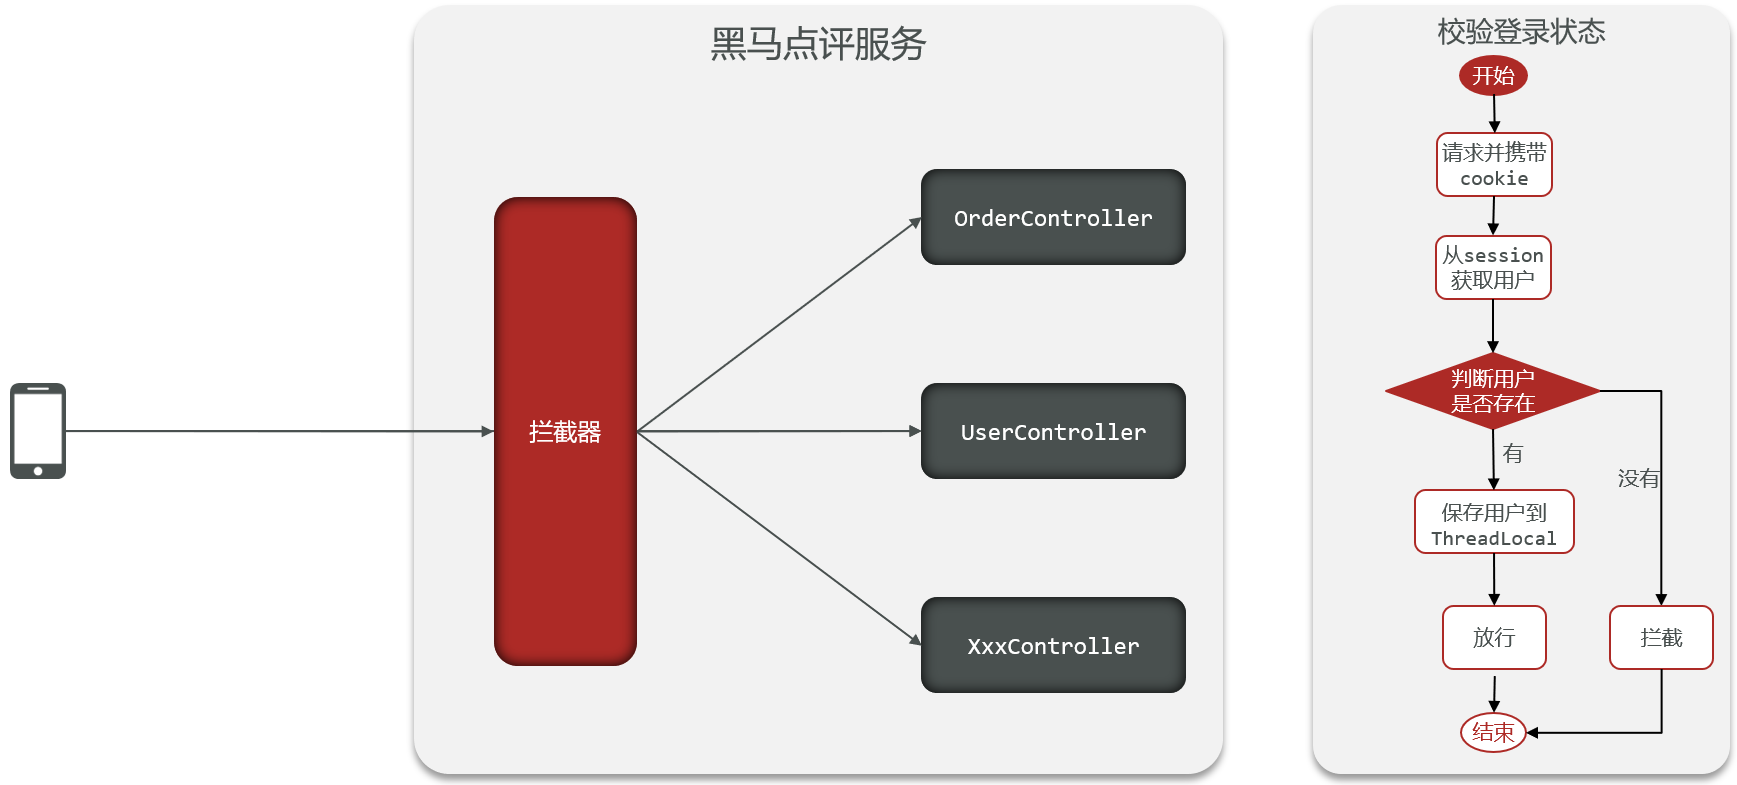 黑马点评服务
拦截器
OrderController
UserController
XxxController
校验登录状态
开始
请求并携带
cookie
从session
获取用户
判断用户
是否存在
有
没有
保存用户到
ThreadLocal
放行
拦截
结束